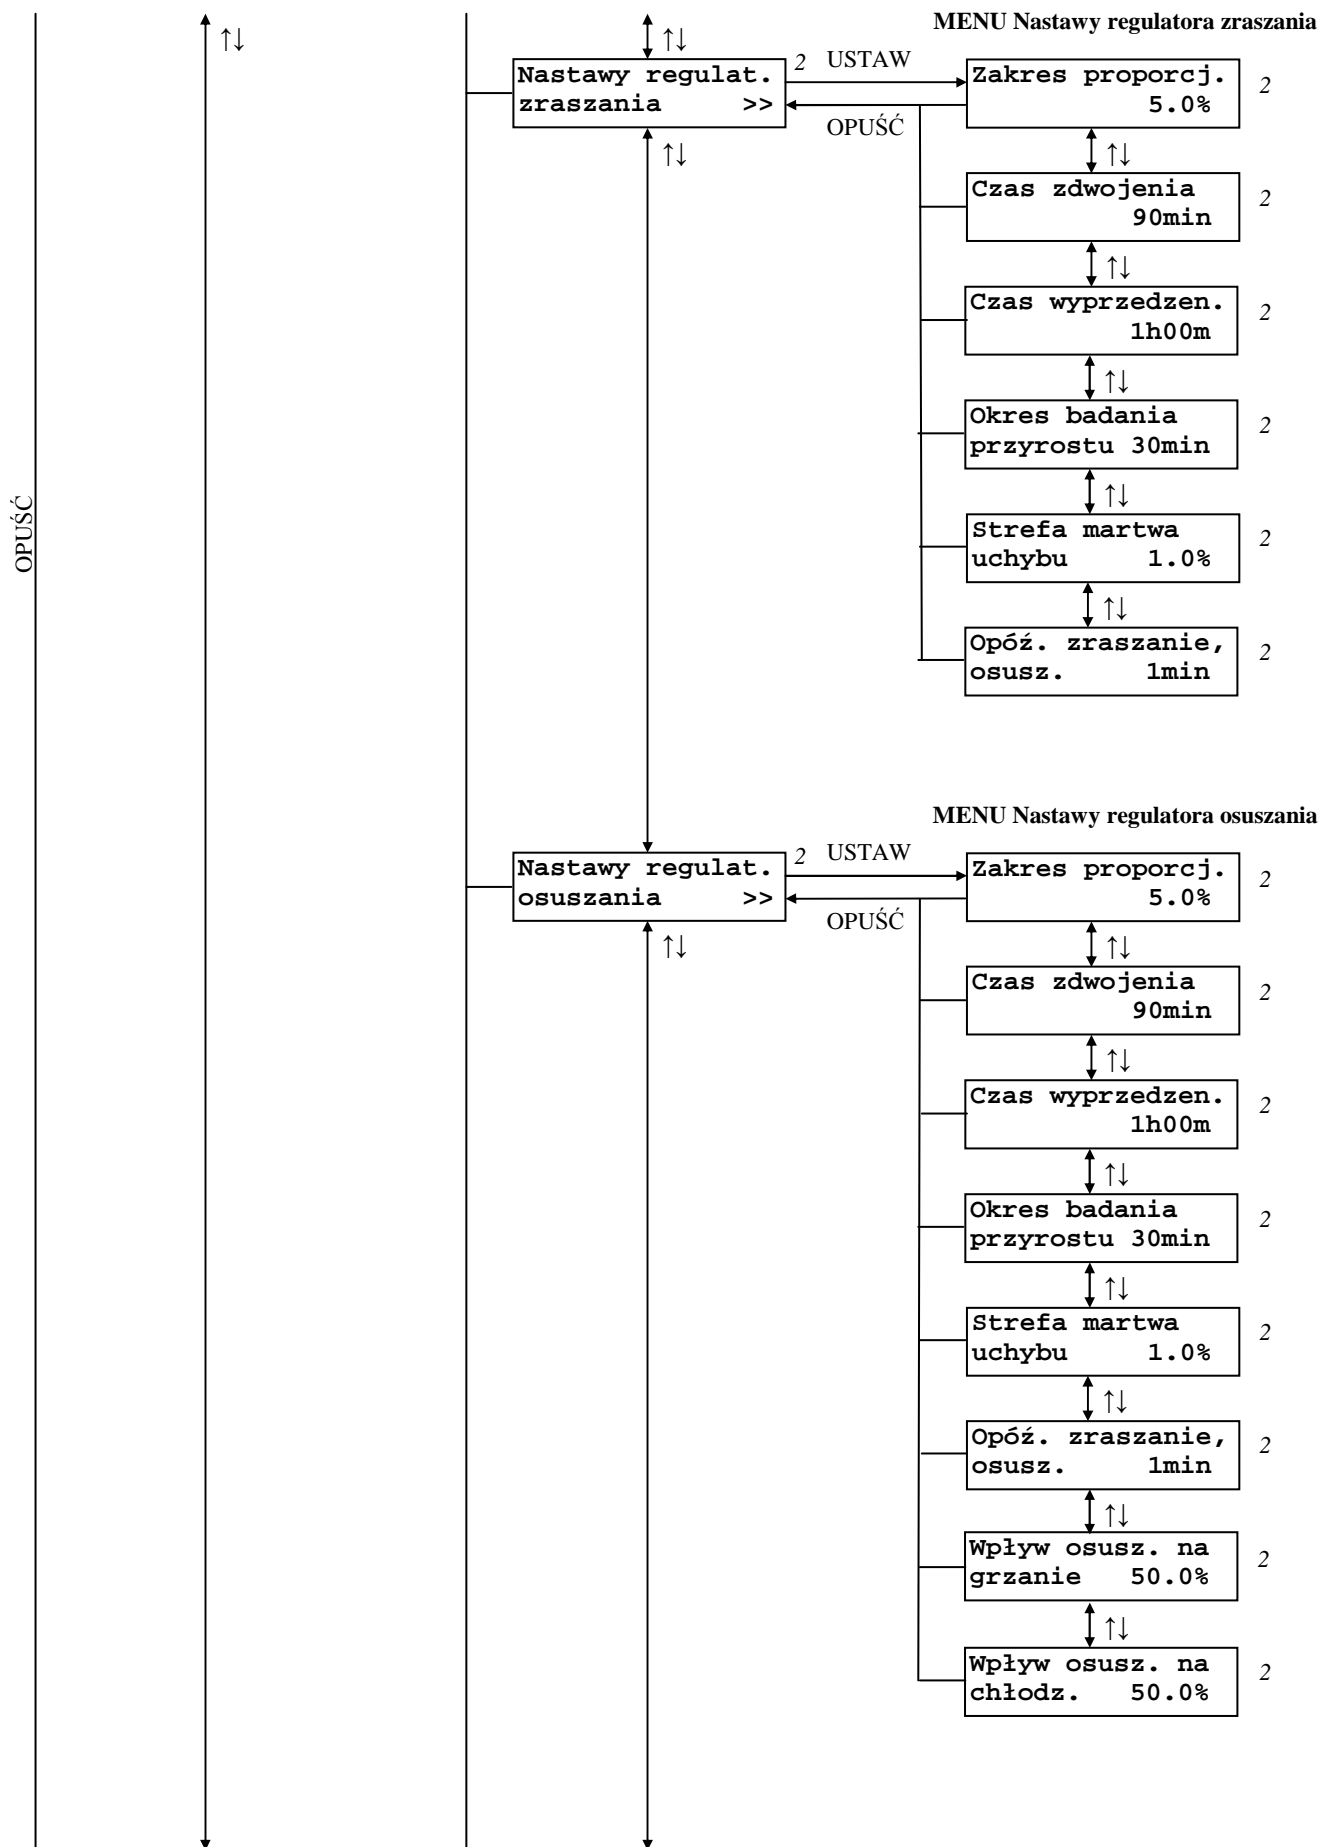 MENU Nastawy regulatora zraszania
↑↓
↑↓
Nastawy regulat.
zraszania >>
2 USTAW
OPUŚĆ
Zakres proporcj.
5.0%
2
↑↓
↑↓
Czas zdwojenia
90min
2
↑↓
Czas wyprzedzen.
1h00m
2
↑↓
Okres badania
przyrostu 30min
2
↑↓
OPUŚĆ
Strefa martwa
uchybu 1.0%
2
↑↓
Opóź. zraszanie,
osusz. 1min
2
MENU Nastawy regulatora osuszania
Nastawy regulat.
osuszania >>
2 USTAW
OPUŚĆ
Zakres proporcj.
5.0%
2
↑↓
↑↓
Czas zdwojenia
90min
2
↑↓
Czas wyprzedzen.
1h00m
2
↑↓
Okres badania
przyrostu 30min
2
↑↓
Strefa martwa
uchybu 1.0%
2
↑↓
Opóź. zraszanie,
osusz. 1min
2
↑↓
Wpływ osusz. na
grzanie 50.0%
2
↑↓
Wpływ osusz. na
chłodz. 50.0%
2